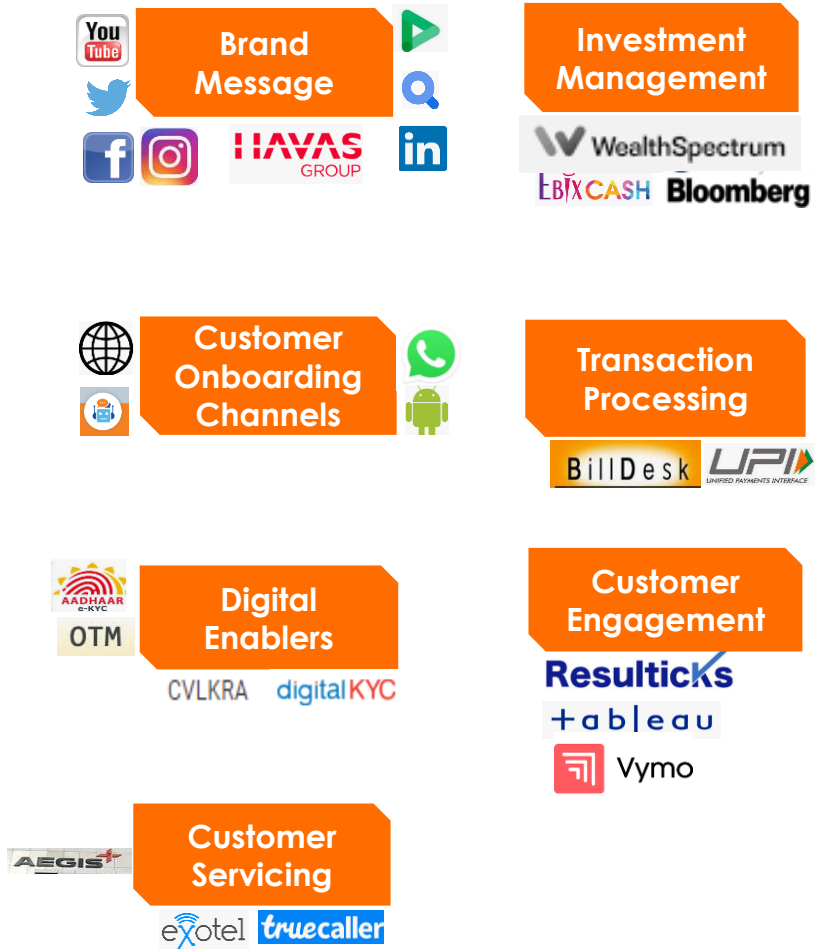 You
Tube
Brand
Message
HAVAS
GROUP
in
Investment
Management
WealthSpectrum
EBIXCASH
Bloomberg
Customer
Onboarding
Channels
Transaction
Processing
BillDesk
UPI
UNIFIED PAYMENTS INTERFACE
AADHAAR
e-KYC
OTM
Digital
Enablers
CVLKRA
digitalKYC
Customer
Engagement
Resulticks
+ableau
Vymo
AEGIS
Customer
Servicing
exotel
truecaller